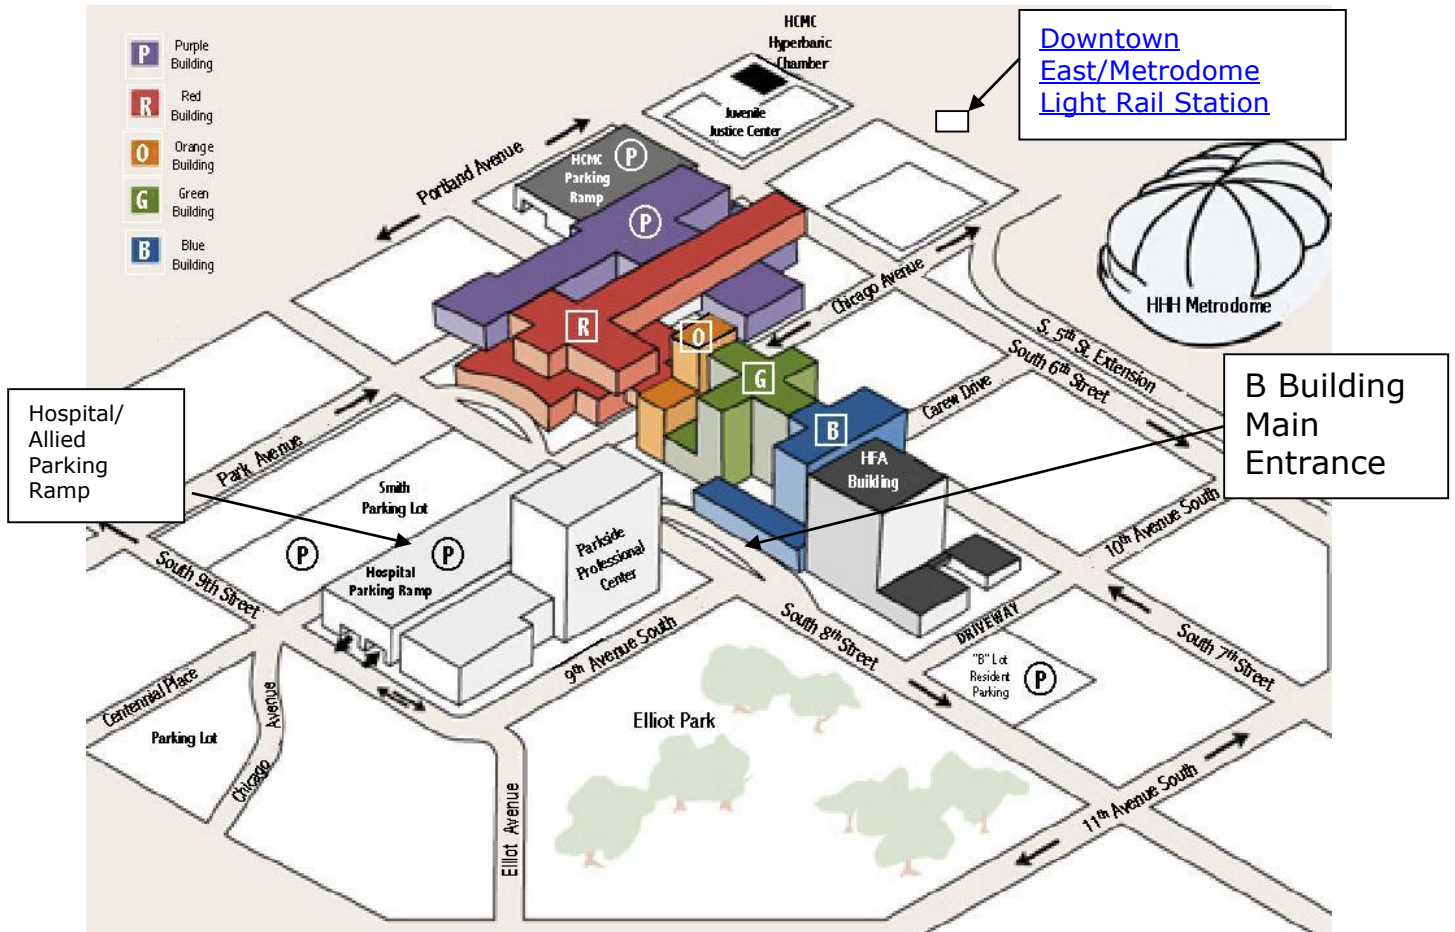 P
Purple
Building
R
Red
Building
O
Orange
Building
G
Green
Building
B
Blue
Building
HCMC
Hyperbaric
Chamber
Juvenile
Justice Center
Downtown
East/Metrodome
Light Rail Station
Portland Avenue
HCMC
Parking
Ramp
P
P
HHH Metrodome
Chicago Avenue
S. 5th St. Extension
South 6th Street
R
O
G
B
Carew Drive
HFA
Building
B Building
Main
Entrance
Hospital/
Allied
Parking
Ramp
Park Avenue
Smith
Parking Lot
P
P
Hospital
Parking Ramp
Parkside
Professional
Center
10th Avenue South
South 9th Street
South 8th Street
DRIVEWAY
South 7th Street
"B" Lot
Resident
Parking
P
9th Avenue South
Centennial Place
Parking Lot
Chicago
Avenue
Elliot Park
Elliot Avenue
11th Avenue South